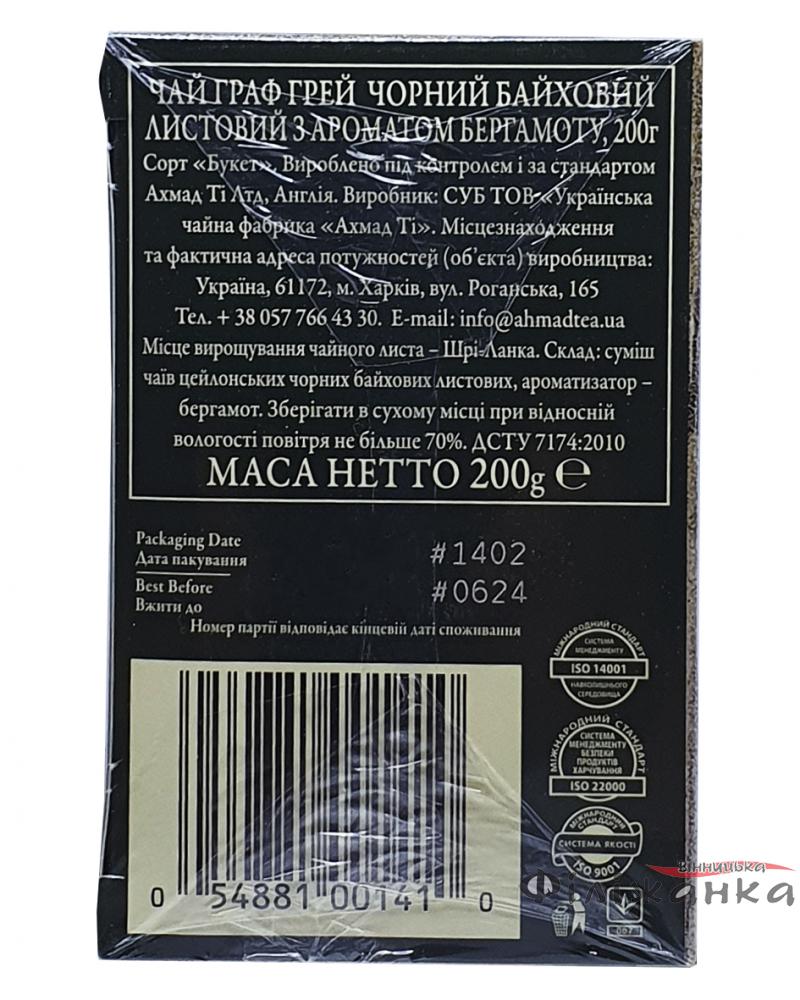 ЧАЙ ГРАФ ГРЕЙ ЧОРНИЙ БАЙХОВИЙ
ЛИСТОВИЙ З АРОМАТОМ БЕРГАМОТУ, 200г
Сорт «Букет». Вироблено під контролем і за стандартом
Ахмад Ті Лтд, Англія. Виробник: СУБ ТОВ «Українська
чайна фабрика «Ахмад Ті». Місцезнаходження
та фактична адреса потужностей (об'єкта) виробництва:
Україна, 61172, м. Харків, вул. Роганська, 165
Тел. + 38 057 766 43 30. E-mail: info@ahmadtea.ua
Місце вирощування чайного листа – Шрі-Ланка. Склад: суміш
чаїв цейлонських чорних байхових листових, ароматизатор –
бергамот. Зберігати в сухому місці при відносній
вологості повітря не більше 70%. ДСТУ 7174:2010
МАСА НЕТТО 200g ℮
Packaging Date
Дата пакування
#1402
Best Before
Вжити до
#0624
Номер партії відповідає кінцевій даті споживання
МІЖНАРОДНИЙ СТАНДАРТ
СИСТЕМА
МЕНЕДЖМЕНТУ
ISO 14001
НАВКОЛИШНЬОГО
СЕРЕДОВИЩА
МІЖНАРОДНИЙ СТАНДАРТ
СИСТЕМА
МЕНЕДЖМЕНТУ
БЕЗПЕКИ
ПРОДУКТІВ
ХАРЧУВАННЯ
ISO 22000
МІЖНАРОДНИЙ
СТАНДАРТ
СИСТЕМА ЯКОСТІ
ISO 9001
0 54881 00141 0
Вінницька
Філіжанка
067